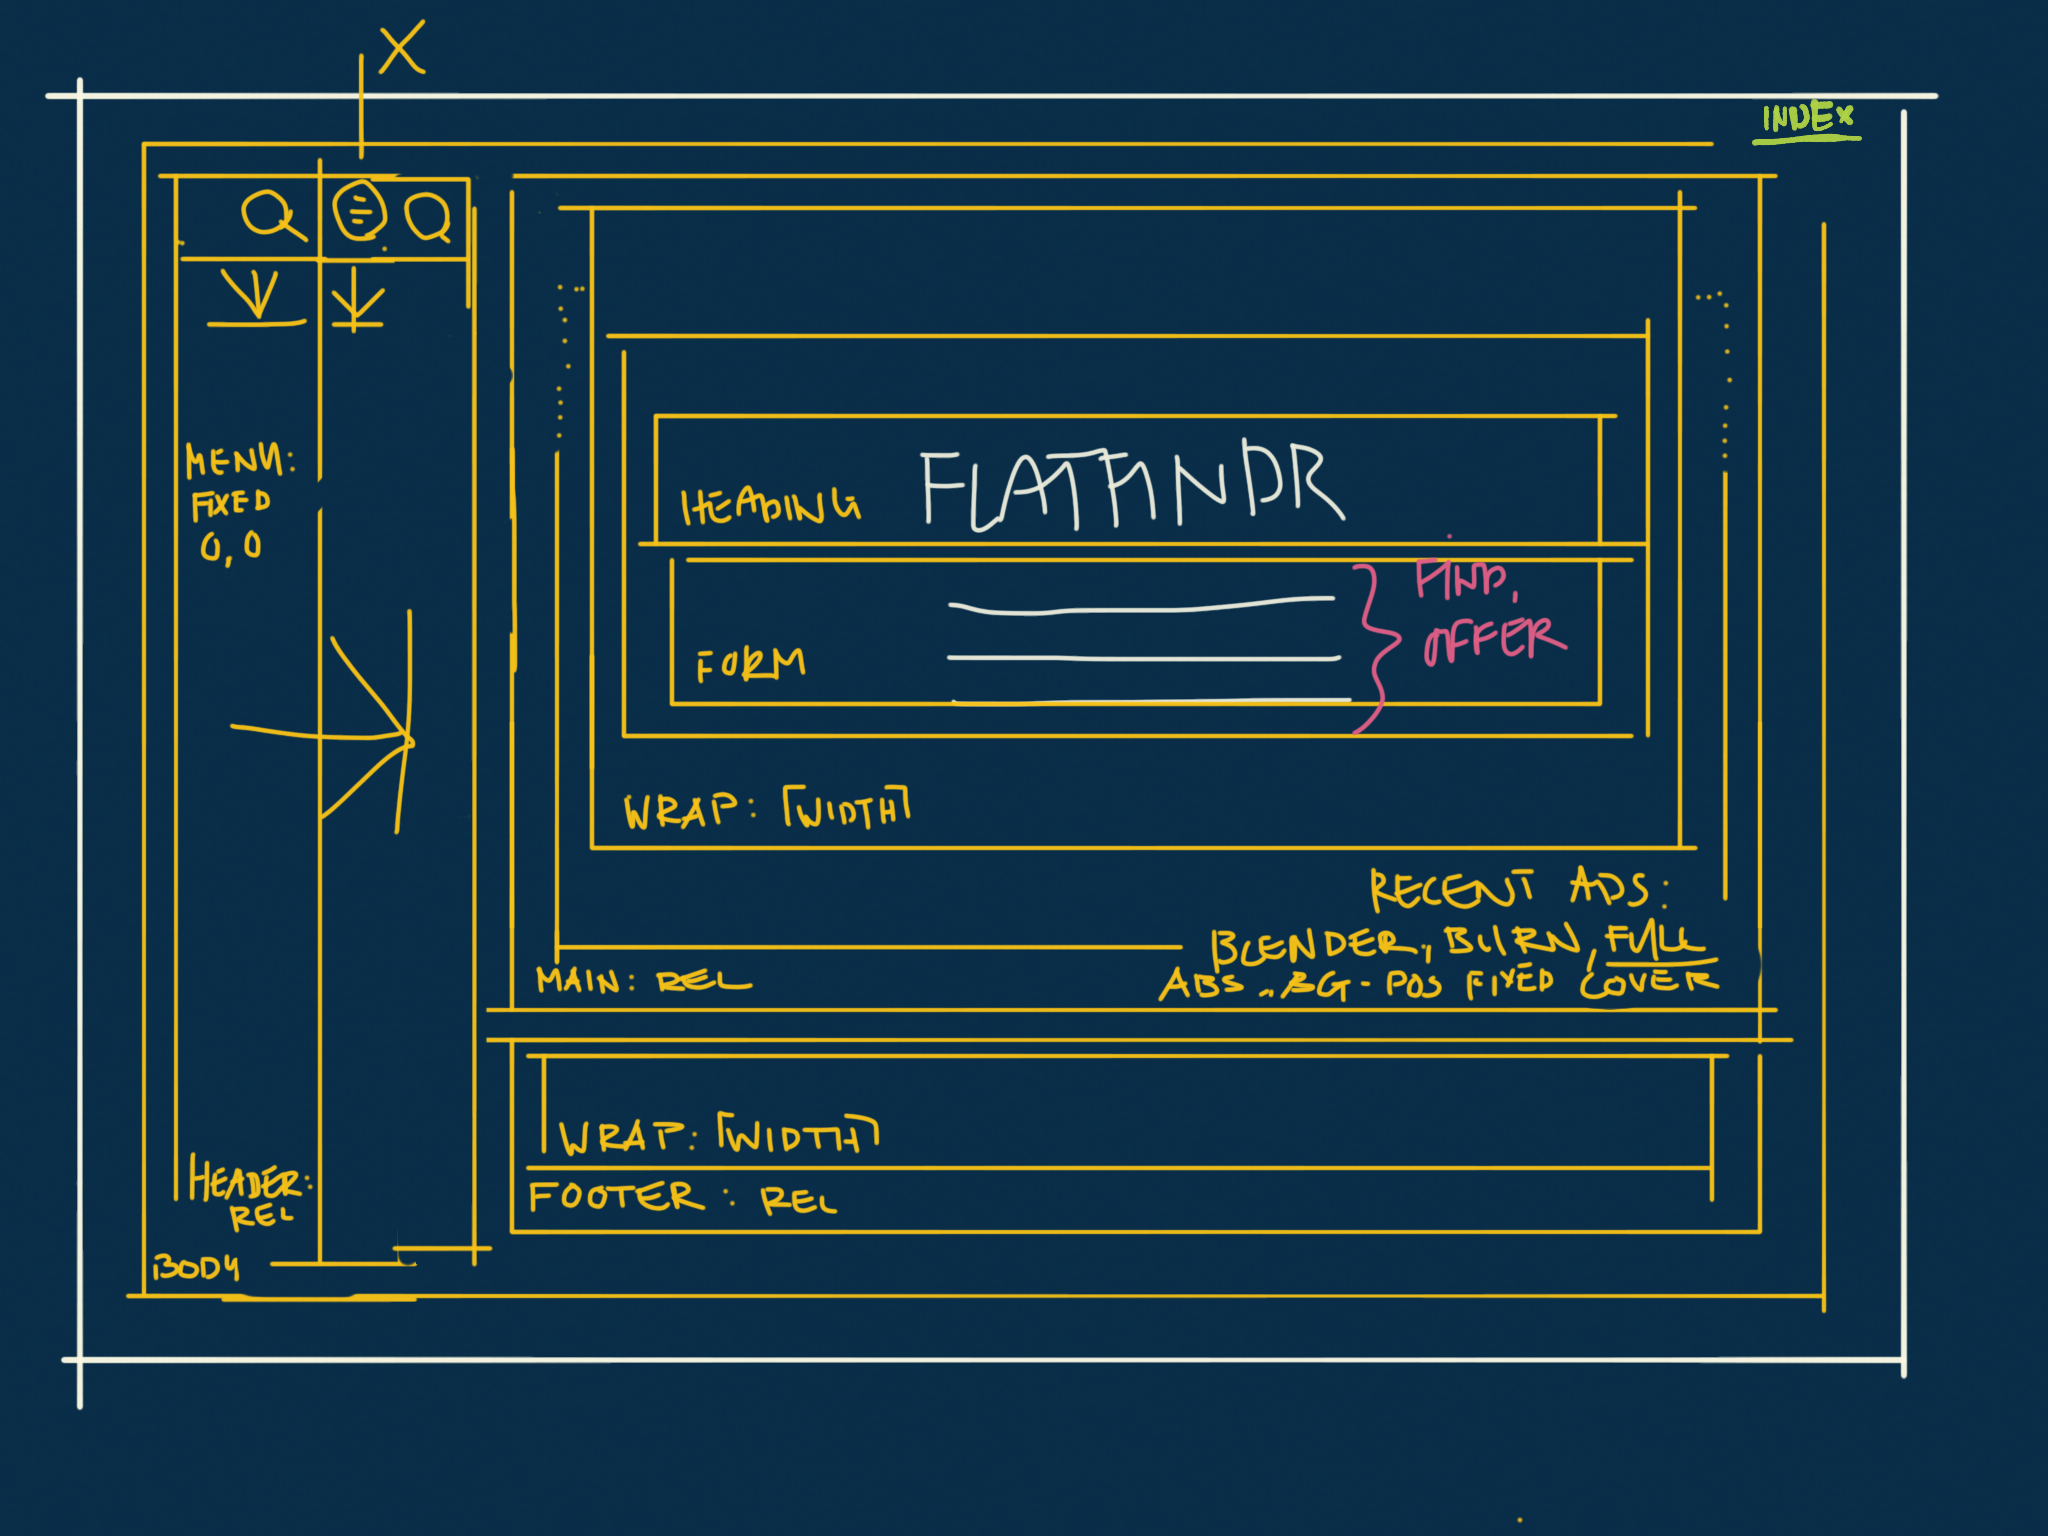 X
INDEX
MENU:
FIXED
0,0
HEADING
FLATFINDR
FIND,
OFFER
FORM
WRAP: [WIDTH]
RECENT ADS:
BLENDER, BURN, FULL
MAIN: REL
ABS, BG-POS FIXED COVER
WRAP: [WIDTH]
HEADER:
REL
FOOTER: REL
BODY